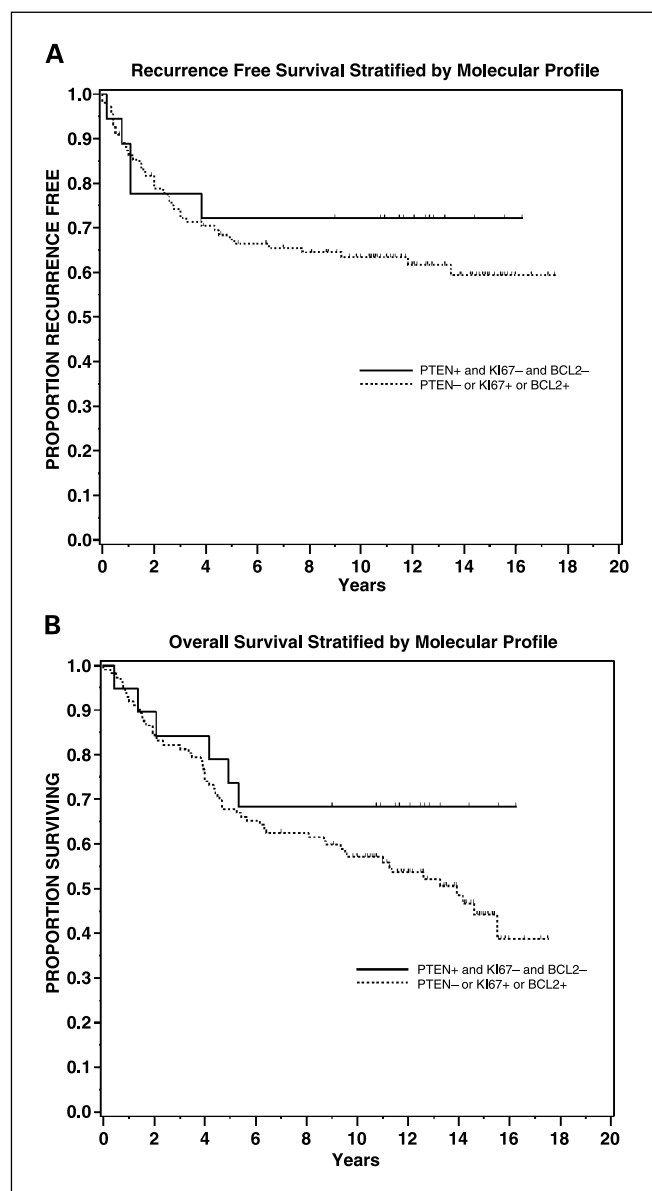 A
Recurrence Free Survival Stratified by Molecular Profile
PROPORTION RECURRENCE FREE
1.0
0.9
0.8
0.7
0.6
0.5
0.4
0.3
0.2
0.1
0.0
PTEN+ and KI67– and BCL2–
PTEN– or KI67+ or BCL2+
0 2 4 6 8 10 12 14 16 18 20
Years
B
Overall Survival Stratified by Molecular Profile
PROPORTION SURVIVING
1.0
0.9
0.8
0.7
0.6
0.5
0.4
0.3
0.2
0.1
0.0
PTEN+ and KI67– and BCL2–
PTEN– or KI67+ or BCL2+
0 2 4 6 8 10 12 14 16 18 20
Years